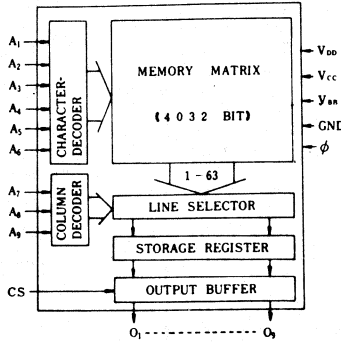 A1
A2
A3
A4
A5
A6
CHARACTER-
DECODER
MEMORY MATRIX
(4032 BIT)
VDD
VCC
yBR
GND
ϕ
1-63
A7
A8
A9
COLUMN
DECODER
LINE SELECTOR
STORAGE REGISTER
CS
OUTPUT BUFFER
O1 O9